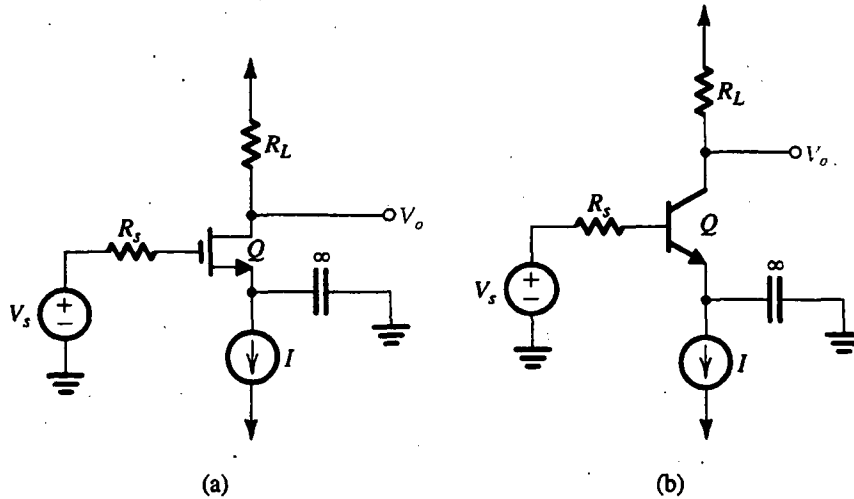 R_L
V_o
R_s
Q
∞
V_s
+
−
I
(a)
R_L
V_o
R_s
Q
∞
V_s
+
−
I
(b)